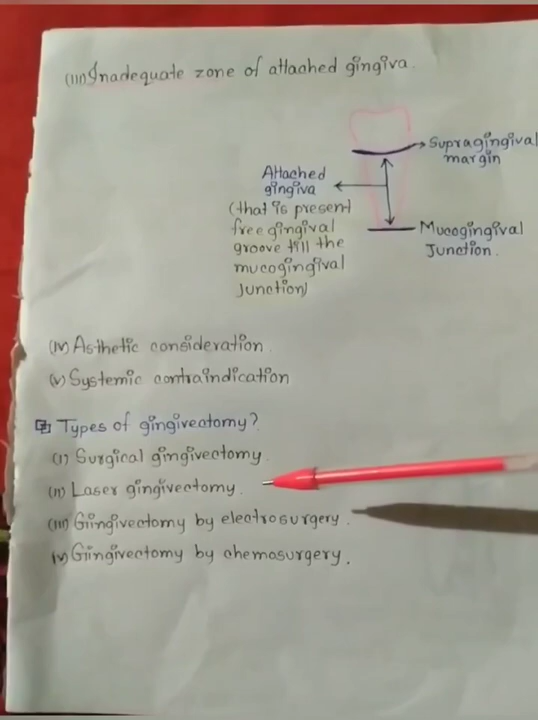 (III) Inadequate zone of attached gingiva.
Supragingival
margin
Attached
gingiva
(that is present
free gingival
groove till the
mucogingival
junction)
Mucogingival
Junction.
(IV) Asthetic consideration
(V) Systemic contraindication
Types of gingivectomy?
(I) Surgical gingivectomy
(II) Laser gingivectomy.
(III) Giingivectomy by electrosurgery.
IV) Giingivectomy by chemosurgery.